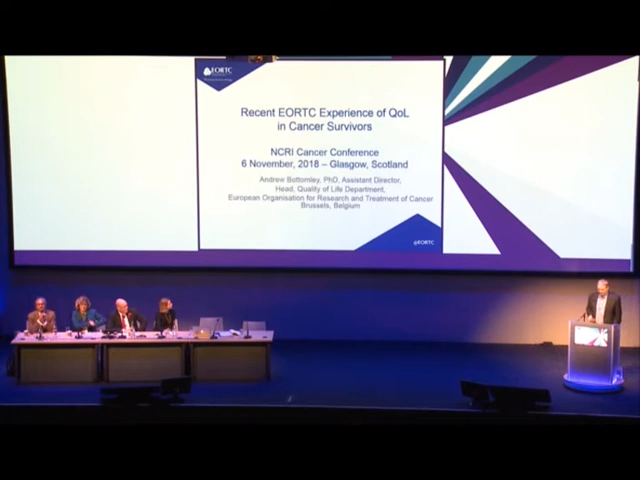 EORTC
Recent EORTC Experience of QoL
in Cancer Survivors
NCRI Cancer Conference
6 November, 2018 – Glasgow, Scotland
Andrew Bottomley, PhD, Assistant Director,
Head, Quality of Life Department,
European Organisation for Research and Treatment of Cancer
Brussels, Belgium
@EORTC